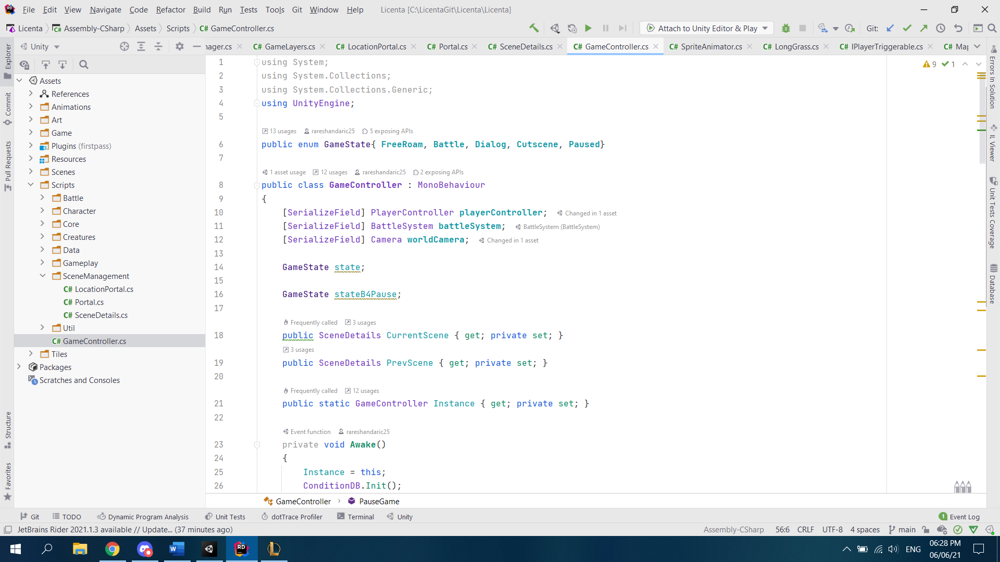 File Edit View Navigate Code Refactor Build Run Tests Tools Git Window Help Licenta [C:\LicentaGit\Licenta\Licenta]
Licenta Assembly-CSharp Assets Scripts C# GameController.cs Attach to Unity Editor & Play Git:
Unity nager.cs C# GameLayers.cs C# LocationPortal.cs C# Portal.cs C# SceneDetails.cs C# GameController.cs C# SpriteAnimator.cs C# LongGrass.cs C# IPlayerTriggerable.cs C# Map
Explorer
Commit
Pull Requests
Structure
Favorites
Assets
References
Animations
Art
Game
Plugins (firstpass)
Resources
Scenes
Scripts
Battle
Character
Core
Creatures
Data
Gameplay
SceneManagement
C# LocationPortal.cs
C# Portal.cs
C# SceneDetails.cs
Util
C# GameController.cs
Tiles
Packages
Scratches and Consoles
9 1
1 using System;
2 using System.Collections;
3 using System.Collections.Generic;
4 using UnityEngine;
5
13 usages rareshandaric25 5 exposing APIs
6 public enum GameState{ FreeRoam, Battle, Dialog, Cutscene, Paused}
7
1 asset usage 12 usages rareshandaric25 2 exposing APIs
8 public class GameController : MonoBehaviour
9 {
10 [SerializeField] PlayerController playerController; Changed in 1 asset
11 [SerializeField] BattleSystem battleSystem; BattleSystem (BattleSystem)
12 [SerializeField] Camera worldCamera; Changed in 1 asset
13
14 GameState state;
15
16 GameState stateB4Pause;
17
Frequently called 3 usages
18 public SceneDetails CurrentScene { get; private set; }
3 usages
19 public SceneDetails PrevScene { get; private set; }
20
Frequently called 12 usages
21 public static GameController Instance { get; private set; }
22
Event function rareshandaric25
23 private void Awake()
24 {
25 Instance = this;
26 ConditionDB.Init();
GameController PauseGame
Errors In Solution
IL Viewer
Unit Tests Coverage
Database
Git TODO Dynamic Program Analysis Unit Tests dotTrace Profiler Terminal Unity 1 Event Log
JetBrains Rider 2021.1.3 available // Update... (37 minutes ago) Assembly-CSharp 56:6 CRLF UTF-8 4 spaces main
ENG 06:28 PM
06/06/21